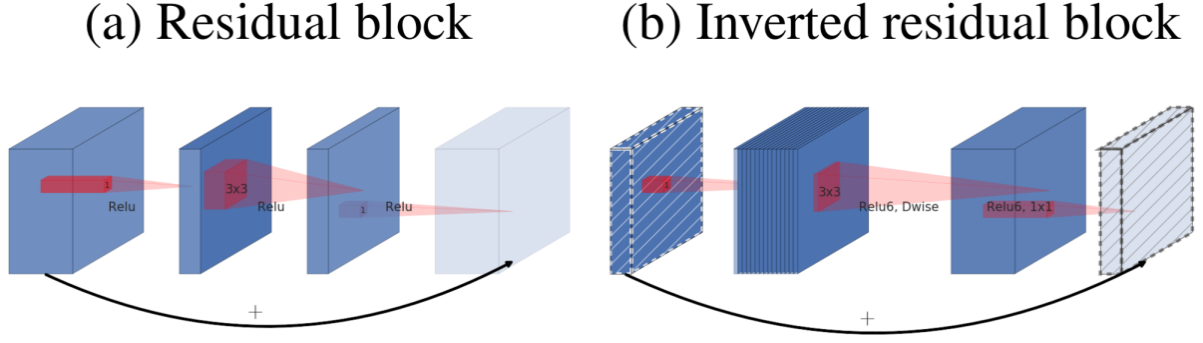 (a) Residual block
(b) Inverted residual block
1
Relu
3x3
Relu
1
Relu
+
1
3x3
Relu6, Dwise
Relu6, 1x1
+